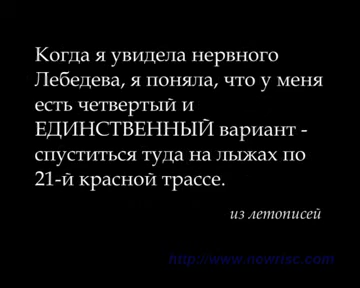 Когда я увидела нервного
Лебедева, я поняла, что у меня
есть четвертый и
ЕДИНСТВЕННЫЙ вариант -
спуститься туда на лыжах по
21-й красной трассе.
из летописей
http://www.nowrisc.com